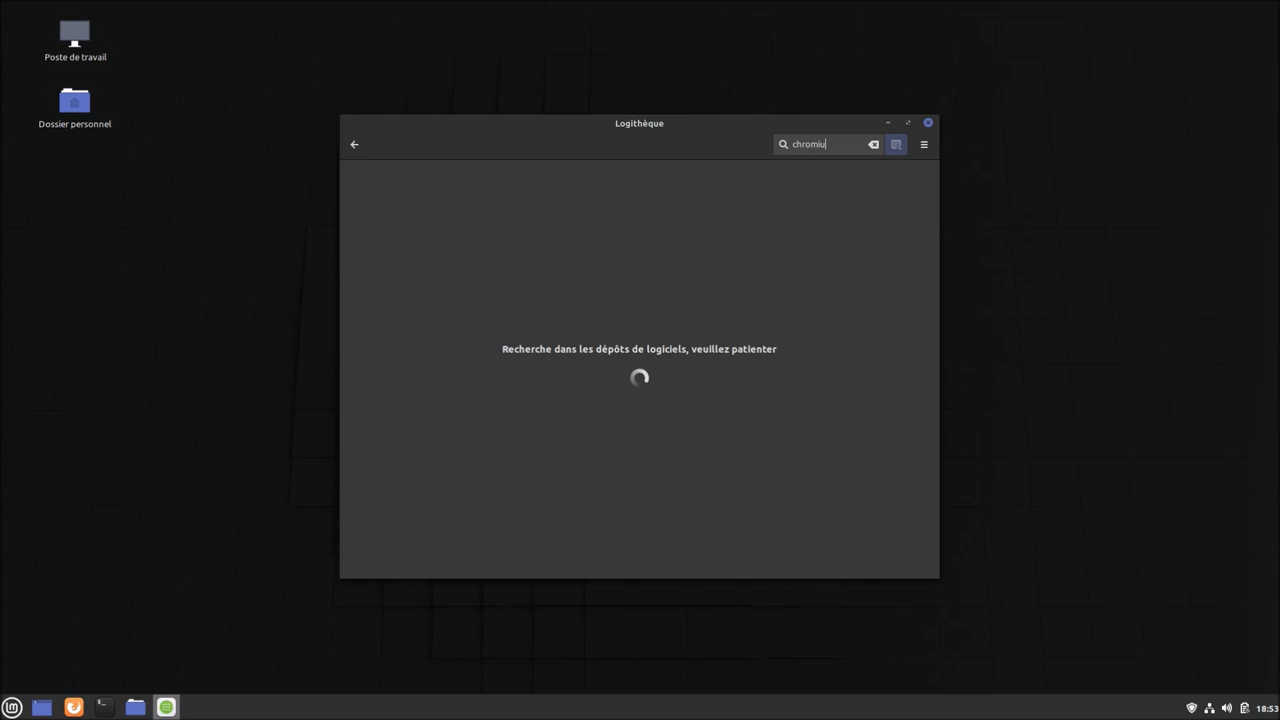 Poste de travail
Dossier personnel
Logithèque
chromiu
Recherche dans les dépôts de logiciels, veuillez patienter
18:53